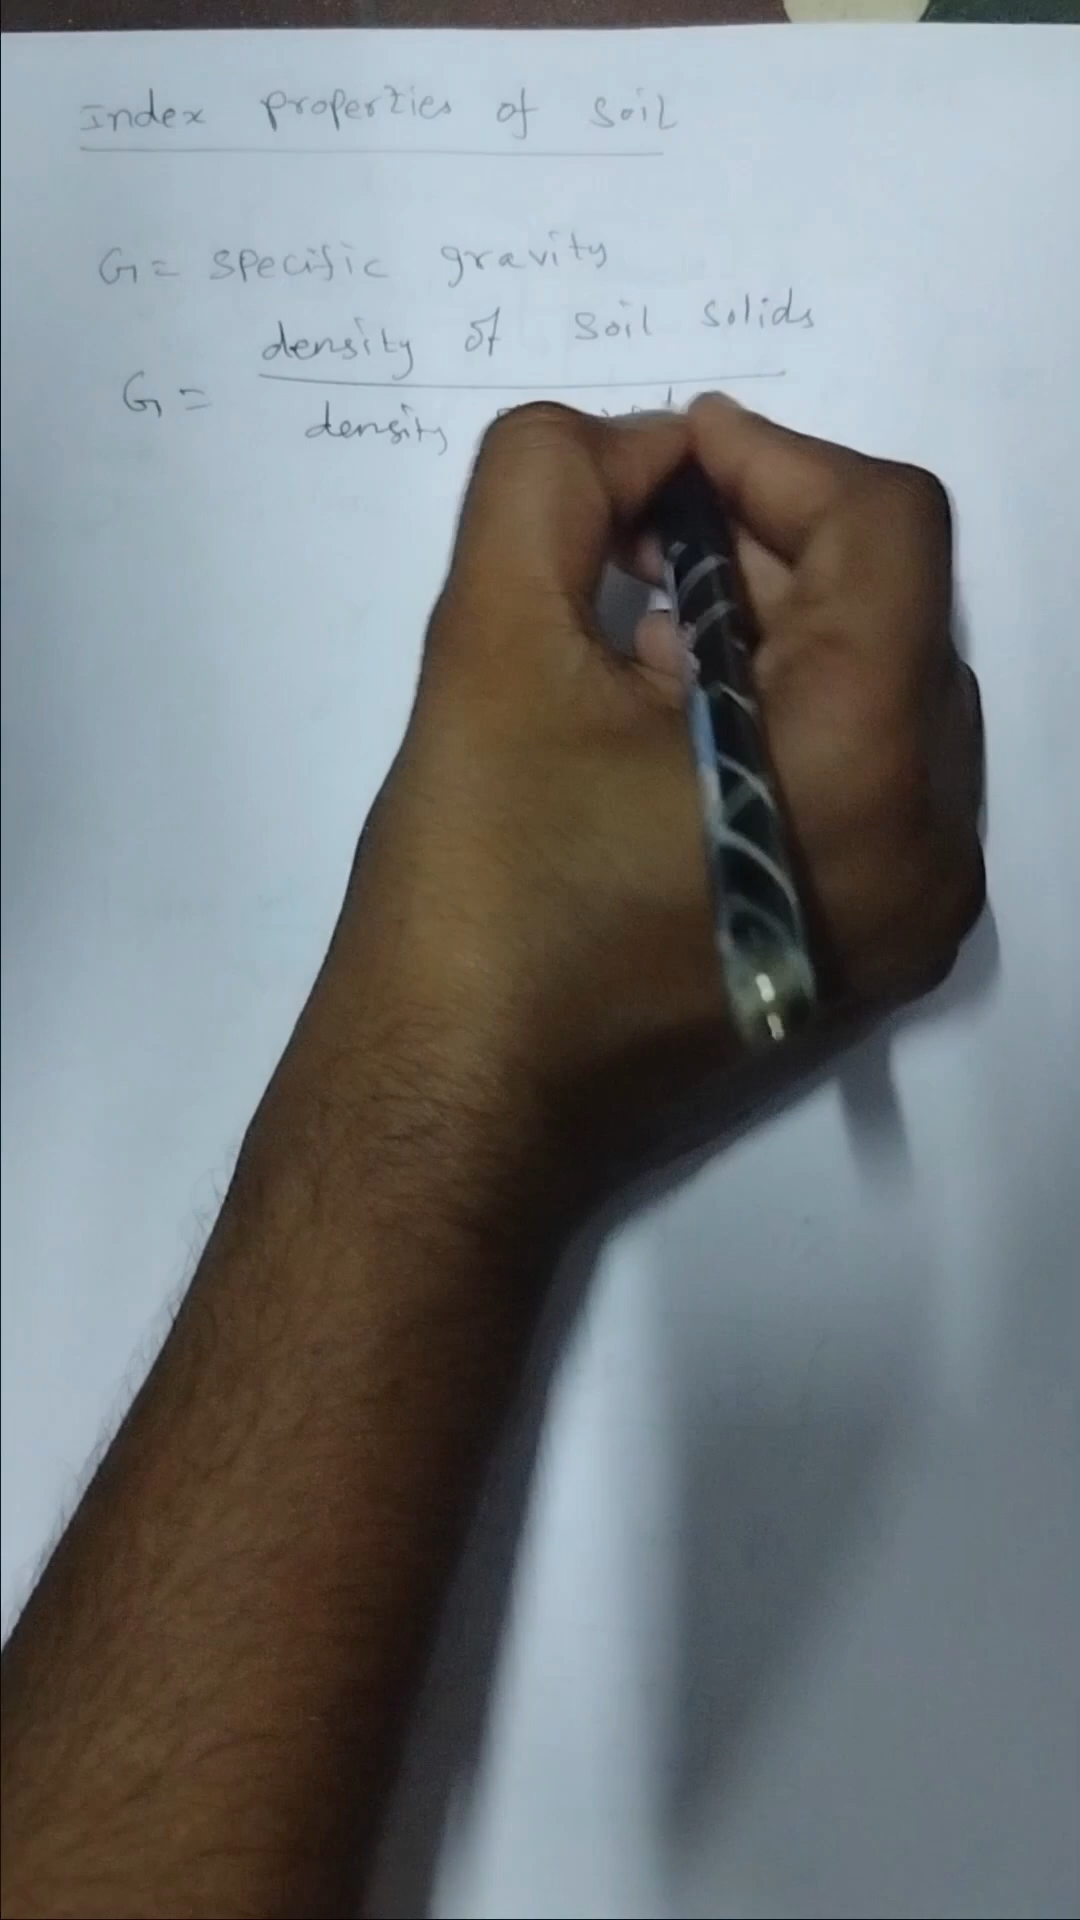 Index properties of soil
G = specific gravity
density of soil solids
G =
density